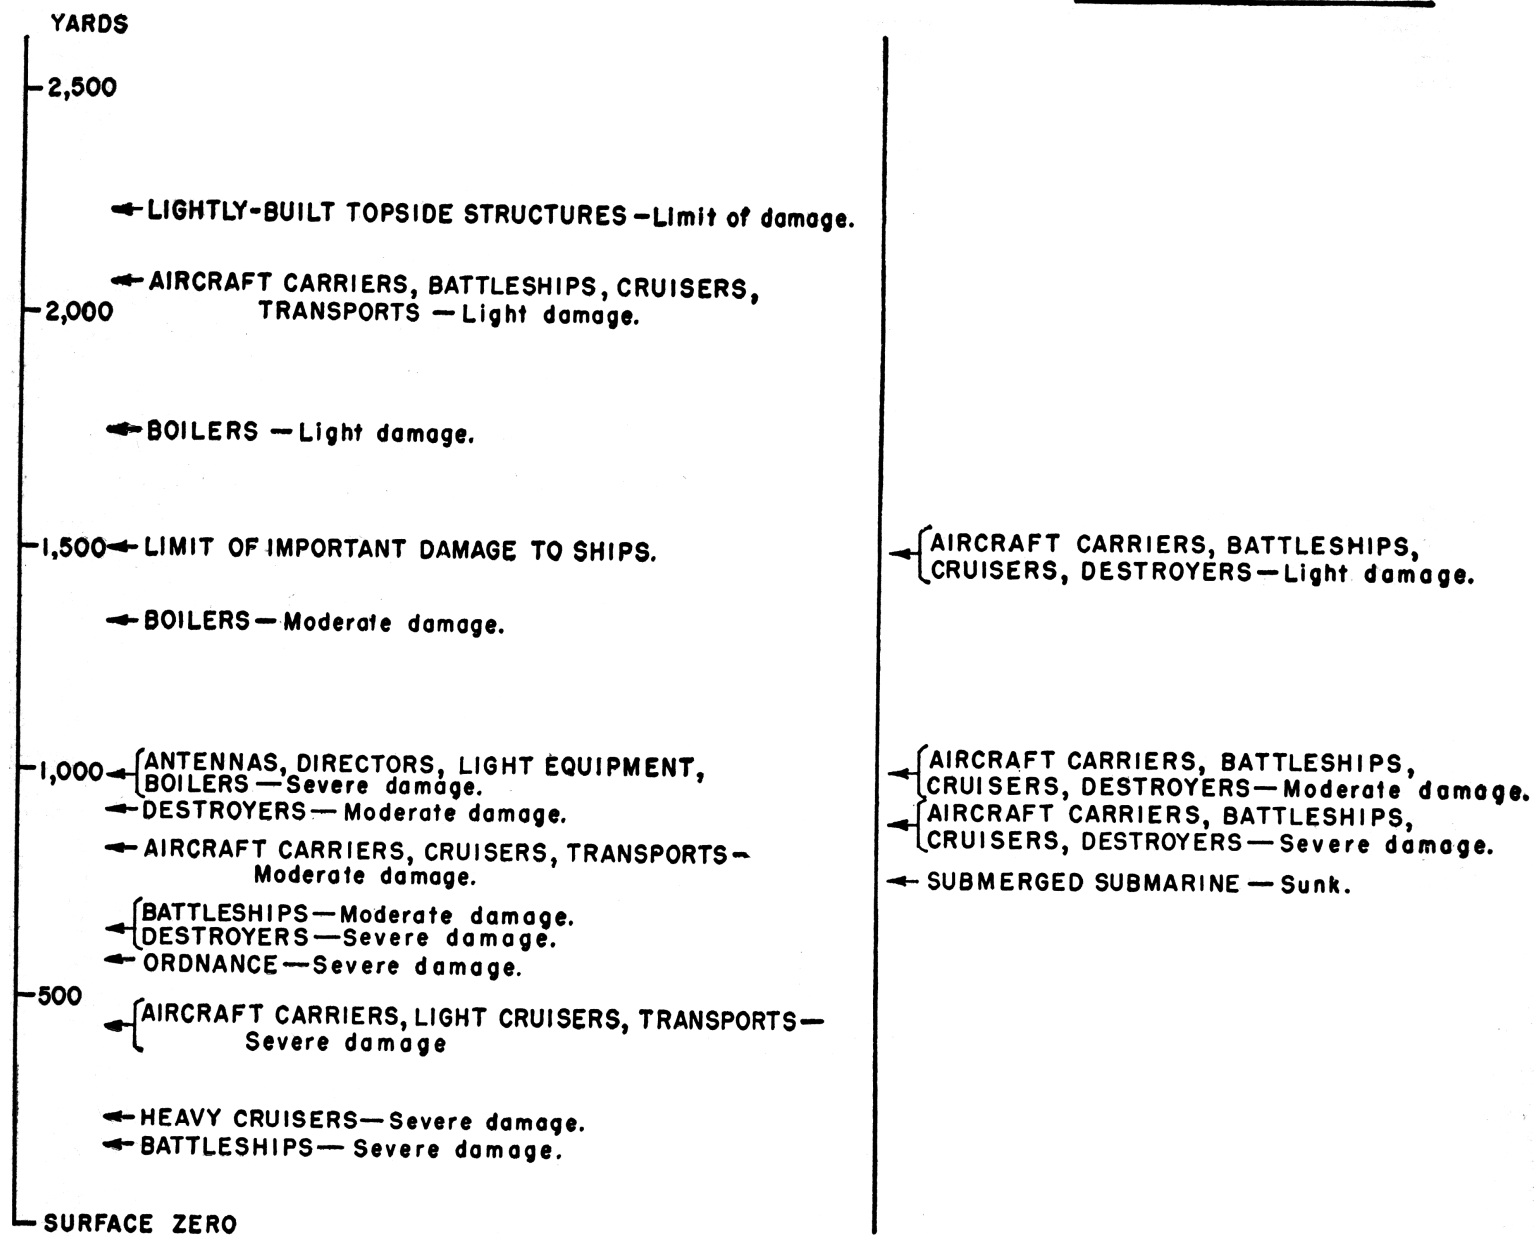 YARDS
2,500
LIGHTLY-BUILT TOPSIDE STRUCTURES — Limit of damage.
AIRCRAFT CARRIERS, BATTLESHIPS, CRUISERS,
TRANSPORTS — Light damage.
2,000
BOILERS — Light damage.
1,500
LIMIT OF IMPORTANT DAMAGE TO SHIPS.
BOILERS — Moderate damage.
1,000
ANTENNAS, DIRECTORS, LIGHT EQUIPMENT,
BOILERS — Severe damage.
DESTROYERS — Moderate damage.
AIRCRAFT CARRIERS, CRUISERS, TRANSPORTS —
Moderate damage.
BATTLESHIPS — Moderate damage.
DESTROYERS — Severe damage.
ORDNANCE — Severe damage.
500
AIRCRAFT CARRIERS, LIGHT CRUISERS, TRANSPORTS —
Severe damage
HEAVY CRUISERS — Severe damage.
BATTLESHIPS — Severe damage.
SURFACE ZERO
AIRCRAFT CARRIERS, BATTLESHIPS,
CRUISERS, DESTROYERS — Light damage.
AIRCRAFT CARRIERS, BATTLESHIPS,
CRUISERS, DESTROYERS — Moderate damage.
AIRCRAFT CARRIERS, BATTLESHIPS,
CRUISERS, DESTROYERS — Severe damage.
SUBMERGED SUBMARINE — Sunk.